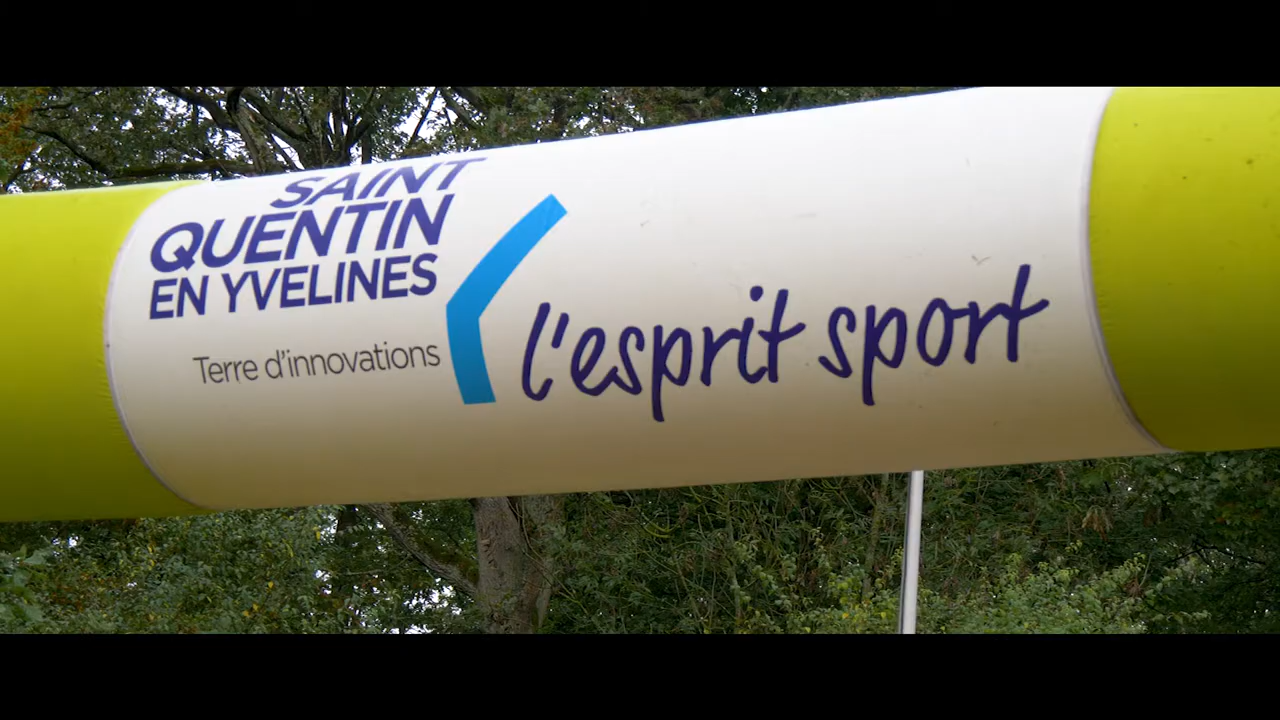 SAINT
QUENTIN
EN YVELINES
Terre d'innovations
l'esprit sport